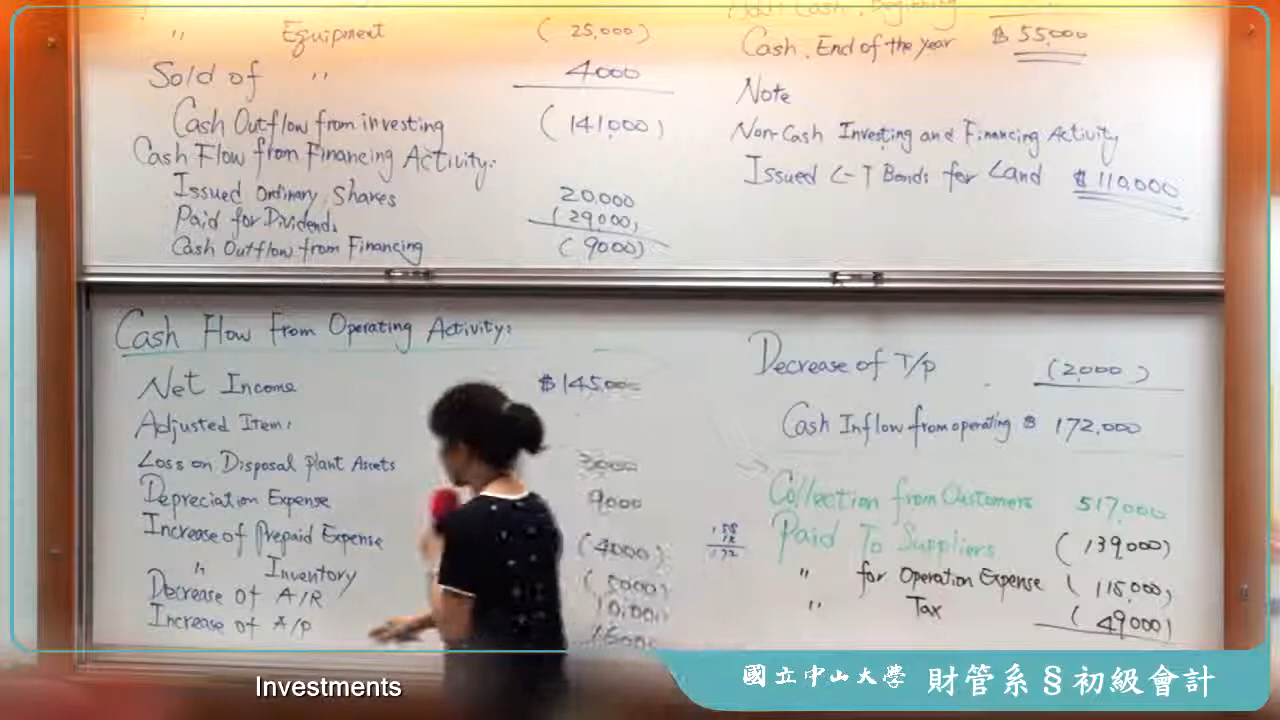 " Equipment (25,000)
Sold of " 4000
Cash Outflow from investing (141,000)
Cash Flow from Financing Activity:
Issued Ordinary Shares 20,000
Paid for Dividends (29,000)
Cash Outflow from Financing (9000)
Cash, Beginning
Cash, End of the year $ 55,000
Note
Non-Cash Investing and Financing Activity
Issued L-T Bonds for Land $ 110,000
Cash Flow From Operating Activity:
Net Income $ 145,000
Adjusted Item:
Loss on Disposal Plant Assets 3000
Depreciation Expense 9000
Increase of Prepaid Expense (4000)
" Inventory (5000)
Decrease of A/R 10,000
Increase of A/P 16000
Decrease of T/P (2,000)
Cash Inflow from operating $ 172,000
Collection from Customers 517,000
Paid To Suppliers (139,000)
" for Operation Expense (115,000)
" Tax (49,000)
Investments
國立中山大學 財管系§初級會計